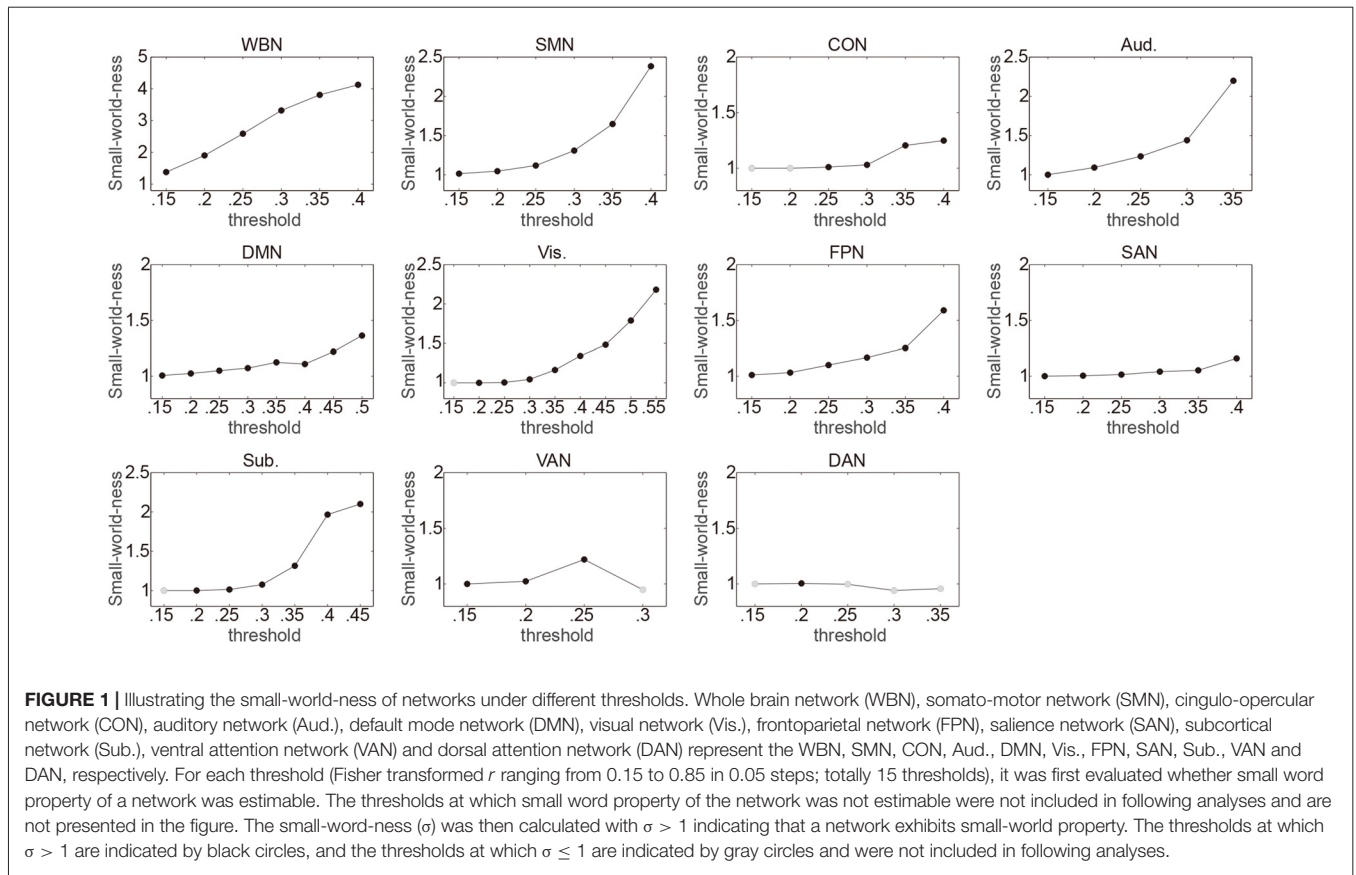 WBN
Small-world-ness
5
4
3
2
1
.15 .2 .25 .3 .35 .4
threshold
SMN
Small-world-ness
2.5
2
1.5
1
.15 .2 .25 .3 .35 .4
threshold
CON
Small-world-ness
2
1.5
1
.15 .2 .25 .3 .35 .4
threshold
Aud.
Small-world-ness
2.5
2
1.5
1
.15 .2 .25 .3 .35
threshold
DMN
Small-world-ness
2
1.5
1
.15 .2 .25 .3 .35 .4 .45 .5
threshold
Vis.
Small-world-ness
2.5
2
1.5
1
.15 .2 .25 .3 .35 .4 .45 .5 .55
threshold
FPN
Small-world-ness
2
1.5
1
.15 .2 .25 .3 .35 .4
threshold
SAN
Small-world-ness
2
1.5
1
.15 .2 .25 .3 .35 .4
threshold
Sub.
Small-world-ness
2.5
2
1.5
1
.15 .2 .25 .3 .35 .4 .45
threshold
VAN
Small-world-ness
2
1.5
1
.15 .2 .25 .3
threshold
DAN
Small-world-ness
2
1.5
1
.15 .2 .25 .3 .35
threshold
FIGURE 1 | Illustrating the small-world-ness of networks under different thresholds. Whole brain network (WBN), somato-motor network (SMN), cingulo-opercular
network (CON), auditory network (Aud.), default mode network (DMN), visual network (Vis.), frontoparietal network (FPN), salience network (SAN), subcortical
network (Sub.), ventral attention network (VAN) and dorsal attention network (DAN) represent the WBN, SMN, CON, Aud., DMN, Vis., FPN, SAN, Sub., VAN and
DAN, respectively. For each threshold (Fisher transformed r ranging from 0.15 to 0.85 in 0.05 steps; totally 15 thresholds), it was first evaluated whether small word
property of a network was estimable. The thresholds at which small word property of the network was not estimable were not included in following analyses and are
not presented in the figure. The small-word-ness (σ) was then calculated with σ > 1 indicating that a network exhibits small-world property. The thresholds at which
σ > 1 are indicated by black circles, and the thresholds at which σ ≤ 1 are indicated by gray circles and were not included in following analyses.